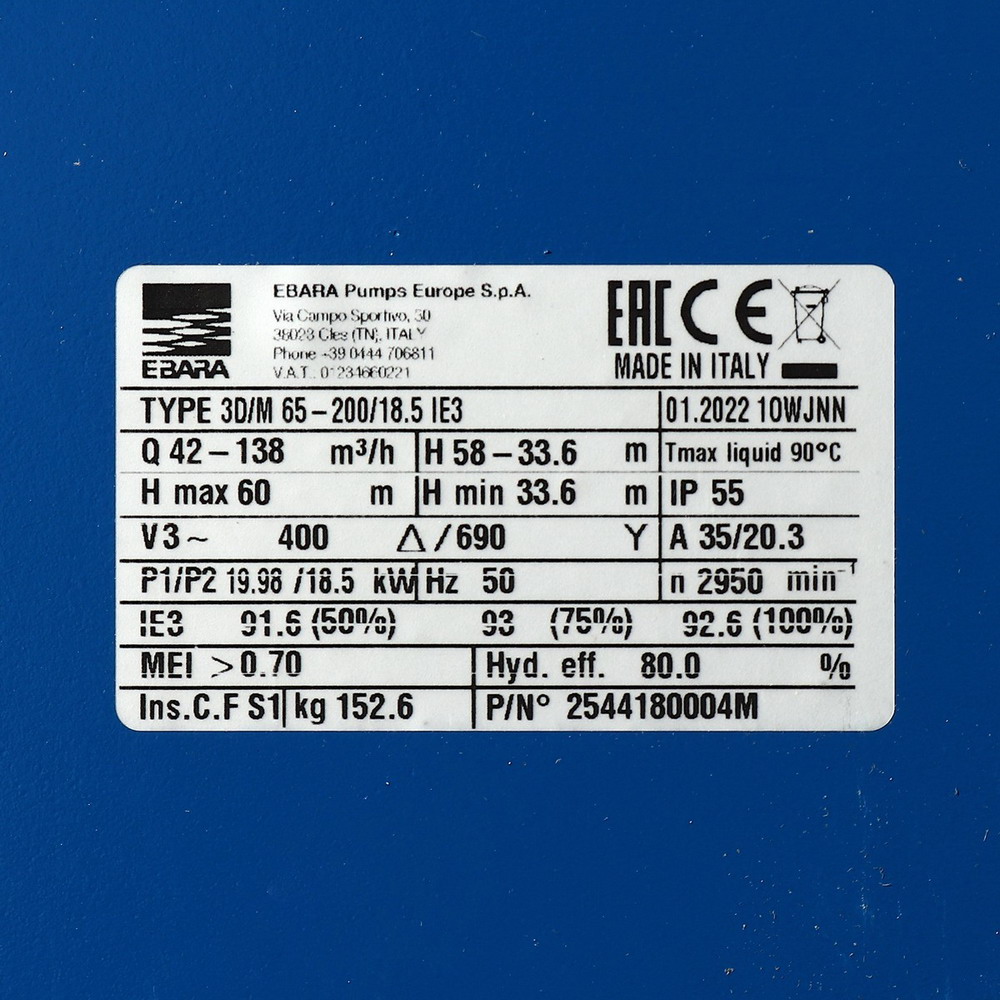 EBARA
EBARA Pumps Europe S.p.A.
Via Campo Sportivo, 30
38023 Cles (TN), ITALY
Phone +39 0444 706811
V.A.T. 01234660221
EAC CE
MADE IN ITALY
TYPE 3D/M 65-200/18.5 IE3 01.2022 10WJNN
Q 42-138 m³/h H 58-33.6 m Tmax liquid 90°C
H max 60 m H min 33.6 m IP 55
V3~ 400 Δ/690 Y A 35/20.3
P1/P2 19.98 /18.5 kW Hz 50 n 2950 min⁻¹
IE3 91.6 (50%) 93 (75%) 92.6 (100%)
MEI >0.70 Hyd. eff. 80.0 %
Ins.C.F S1 kg 152.6 P/N° 2544180004M